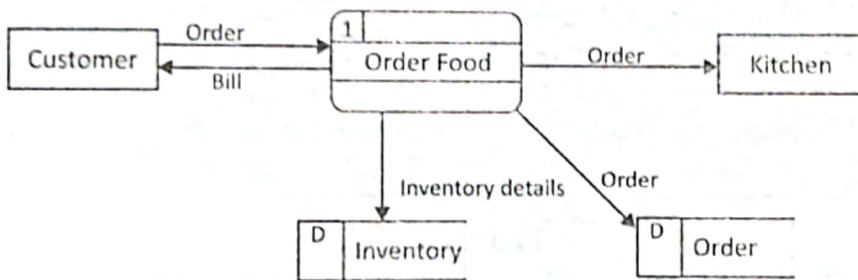 Order
1
Customer
Order Food
Order
Kitchen
Bill
Inventory details
Order
D
Inventory
D
Order